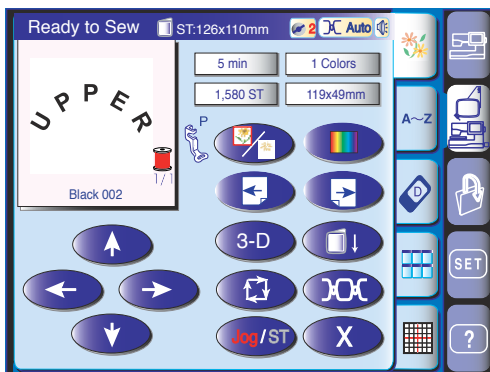 Ready to Sew
ST:126x110mm
2
Auto
UPPER
1/1
Black 002
5 min
1 Colors
1,580 ST
119x49mm
P
3-D
Jog/ST
X
A~Z
D
SET
?